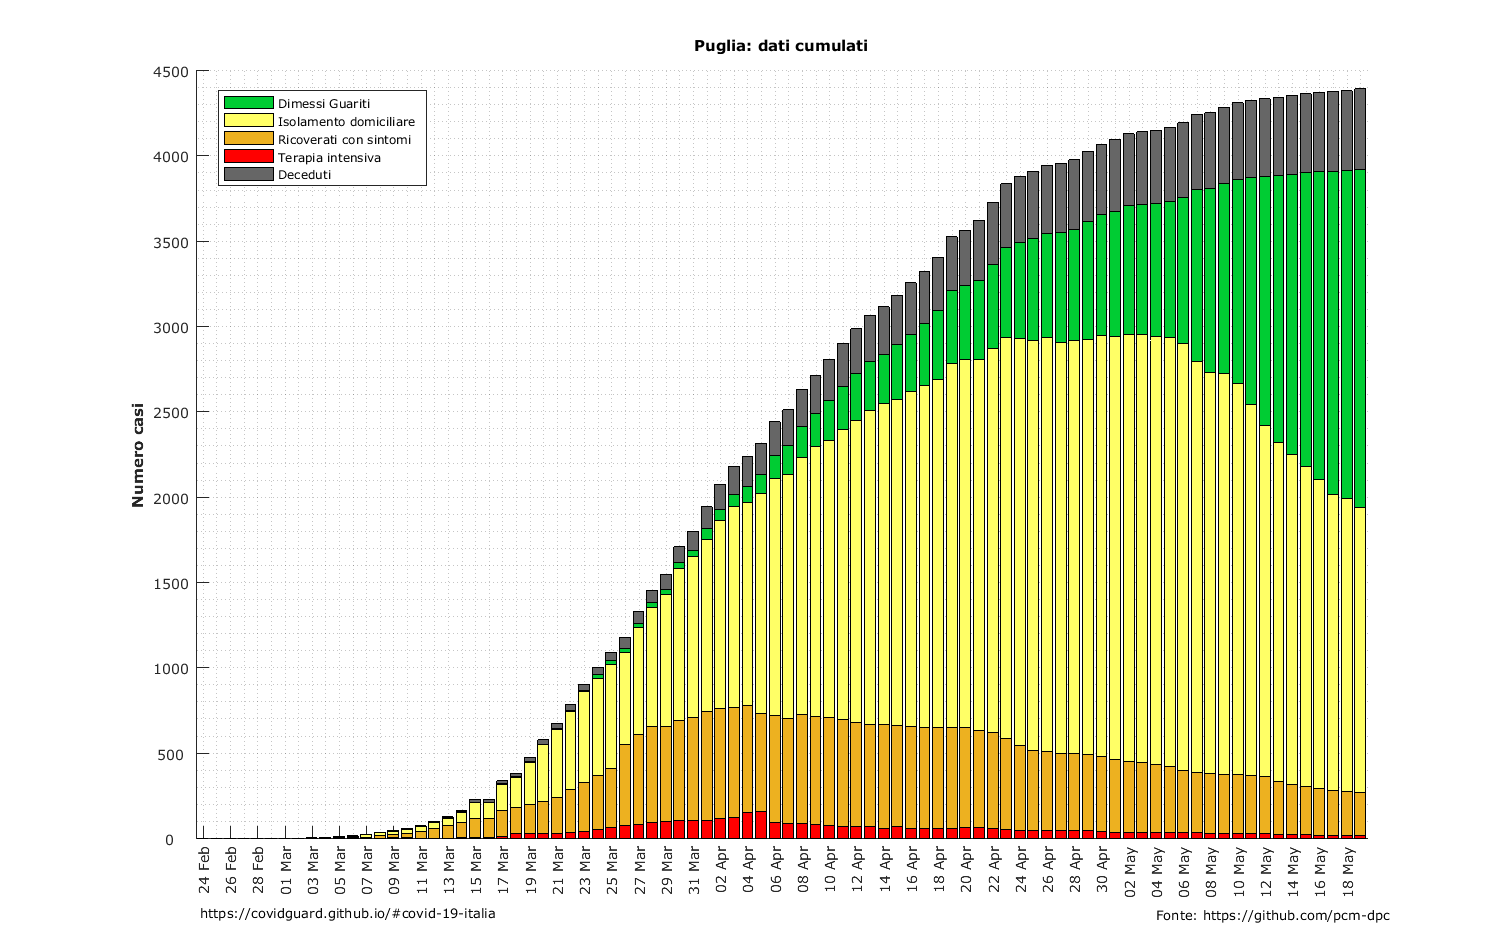 Puglia: dati cumulati
4500
4000
3500
3000
2500
2000
1500
1000
500
0
Numero casi
Dimessi Guariti
Isolamento domiciliare
Ricoverati con sintomi
Terapia intensiva
Deceduti
24 Feb
26 Feb
28 Feb
01 Mar
03 Mar
05 Mar
07 Mar
09 Mar
11 Mar
13 Mar
15 Mar
17 Mar
19 Mar
21 Mar
23 Mar
25 Mar
27 Mar
29 Mar
31 Mar
02 Apr
04 Apr
06 Apr
08 Apr
10 Apr
12 Apr
14 Apr
16 Apr
18 Apr
20 Apr
22 Apr
24 Apr
26 Apr
28 Apr
30 Apr
02 May
04 May
06 May
08 May
10 May
12 May
14 May
16 May
18 May
https://covidguard.github.io/#covid-19-italia
Fonte: https://github.com/pcm-dpc